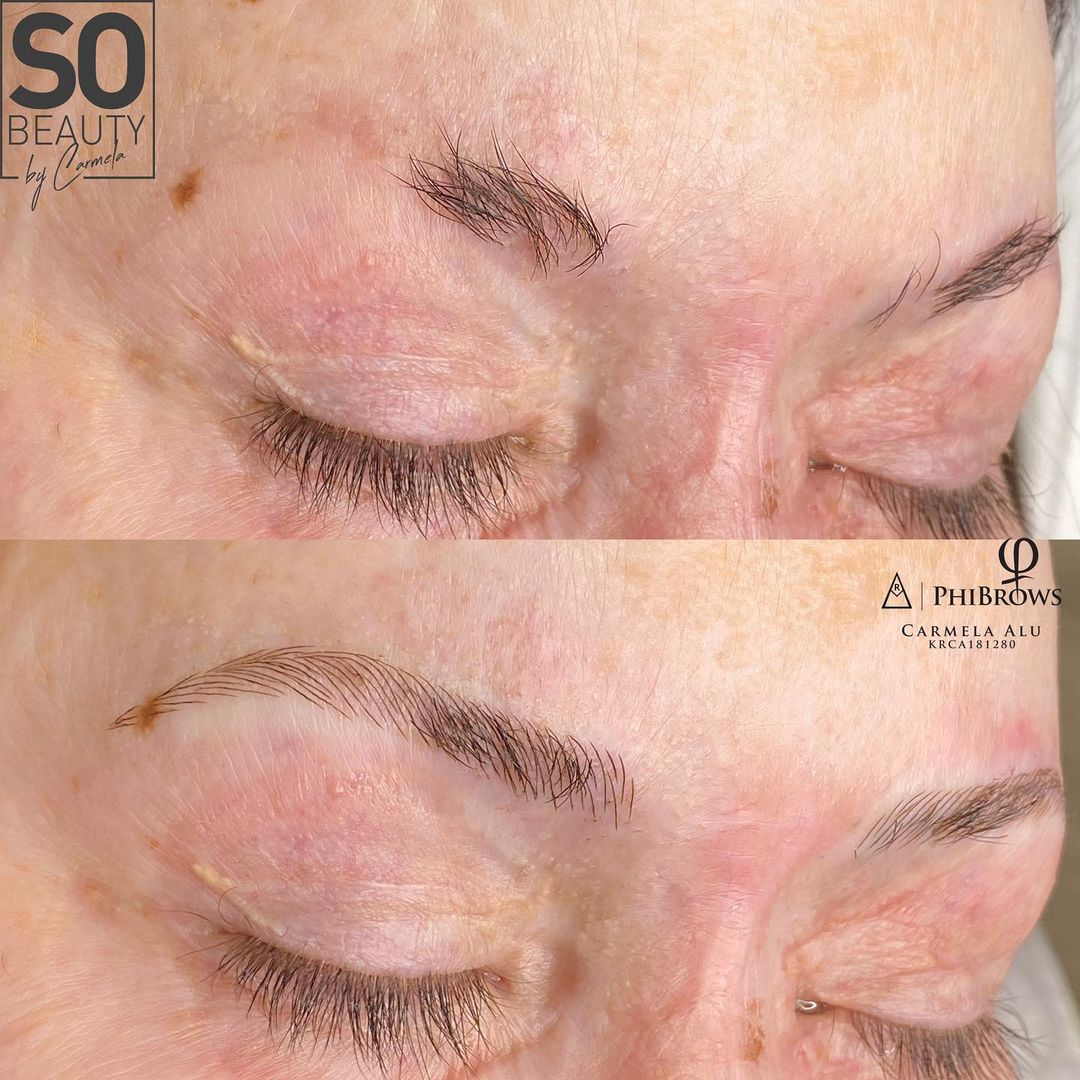 SO
BEAUTY
by Carmela
φ
R | PHIBROWS
CARMELA ALU
KRCA181280